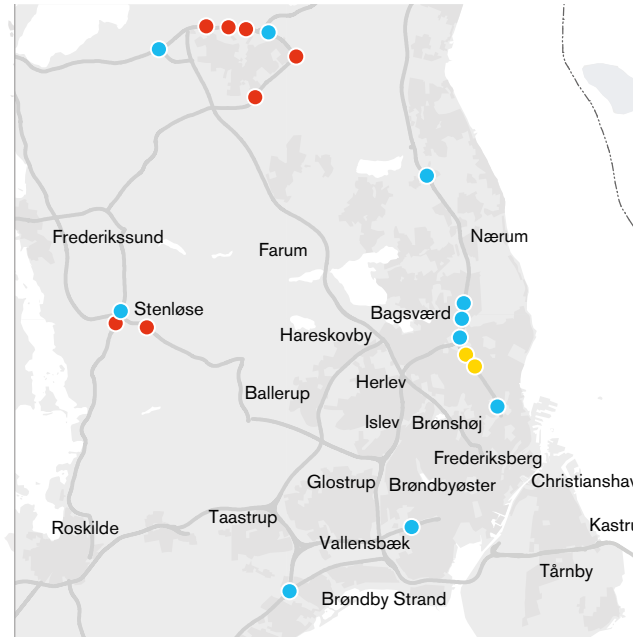 Frederikssund
Nærum
Farum
Stenløse
Bagsværd
Hareskovby
Herlev
Ballerup
Islev
Brønshøj
Frederiksberg
Glostrup
Brøndbyøster
Christianshav
Taastrup
Roskilde
Kastru
Vallensbæk
Tårnby
Brøndby Strand